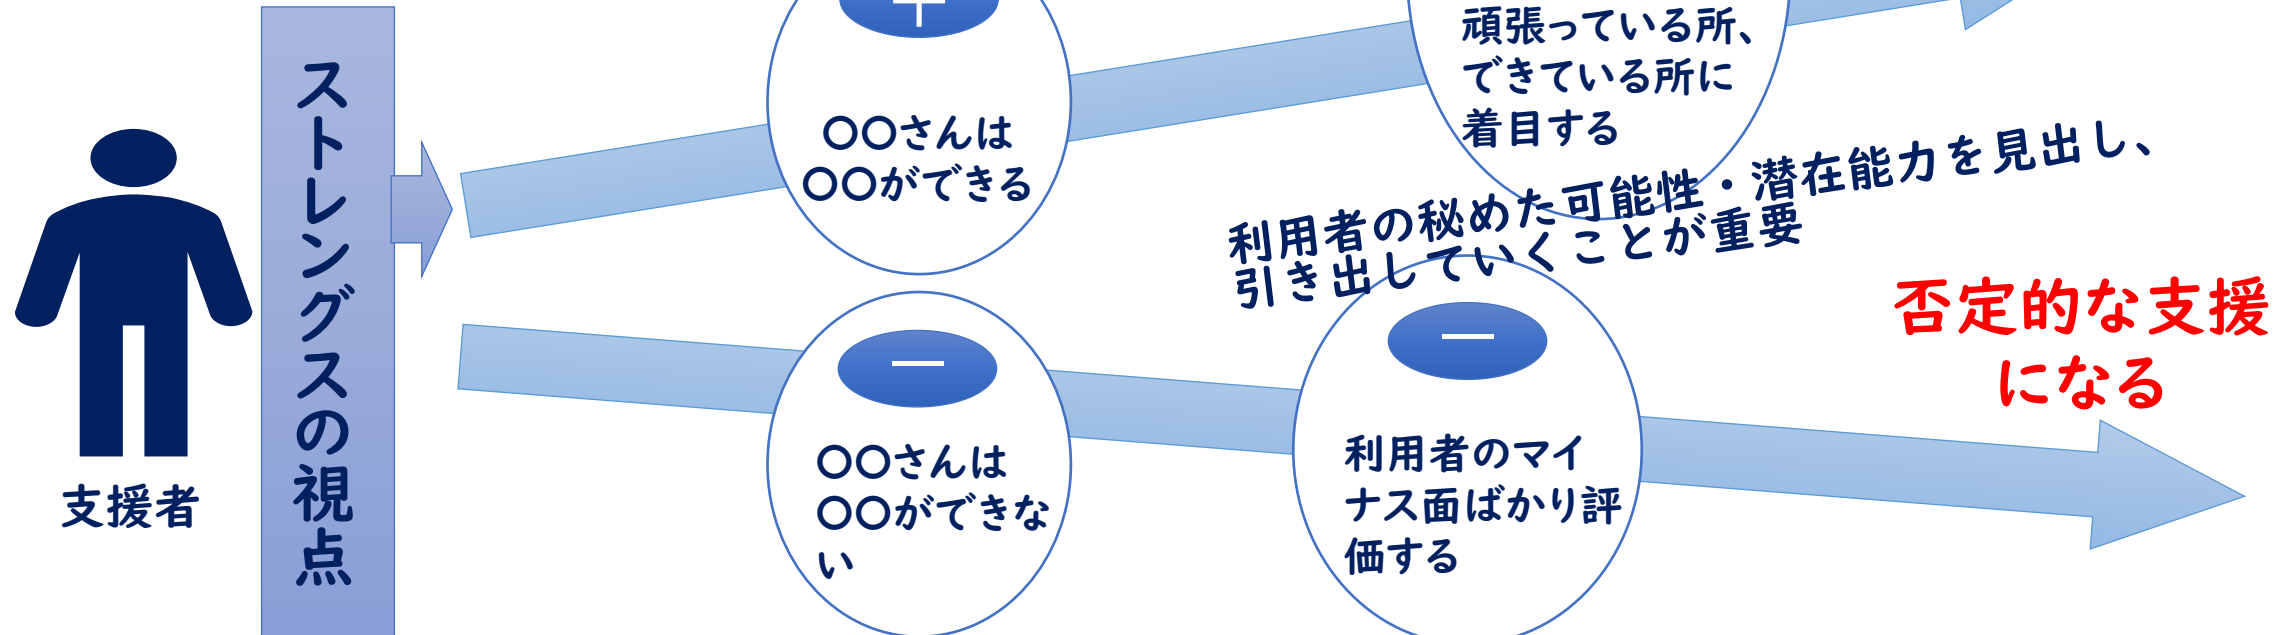 支援者
ストレングスの視点
＋
〇〇さんは
〇〇ができる
頑張っている所、
できている所に
着目する
利用者の秘めた可能性・潜在能力を見出し、
引き出していくことが重要
－
〇〇さんは
〇〇ができな
い
－
利用者のマイ
ナス面ばかり評
価する
否定的な支援
になる